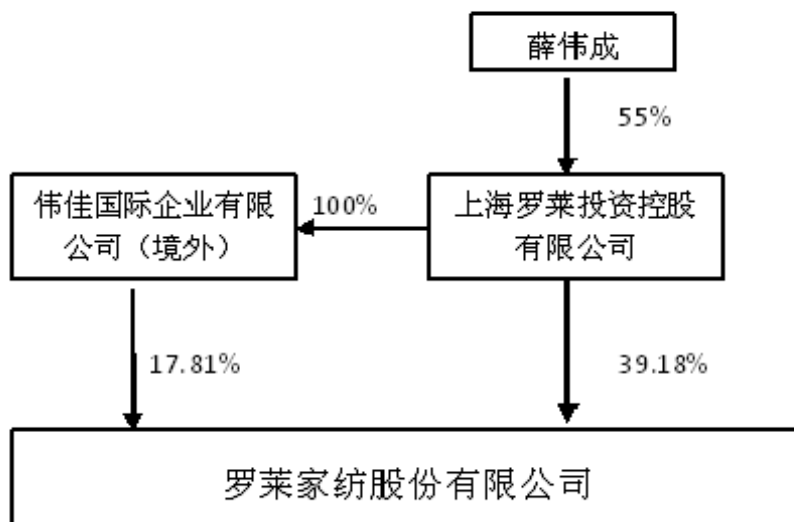 薛伟成
55%
伟佳国际企业有限
公司（境外）
100%
上海罗莱投资控股
有限公司
17.81%
39.18%
罗莱家纺股份有限公司